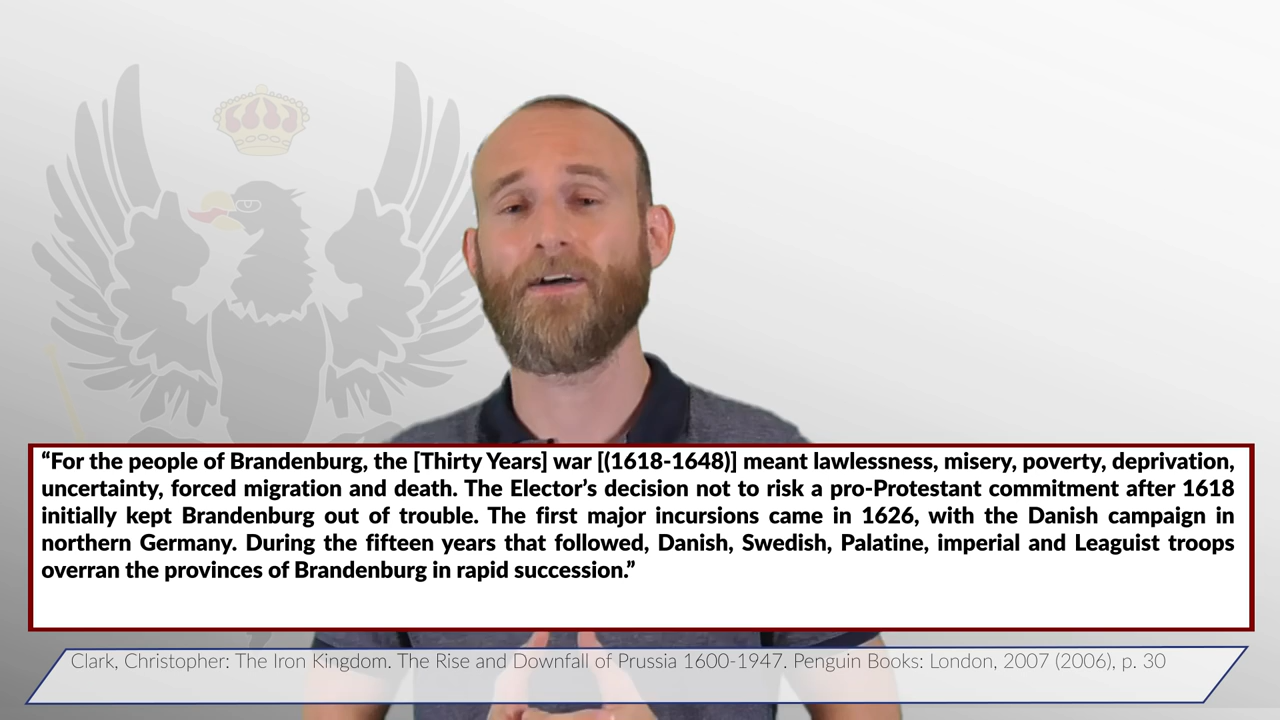 “For the people of Brandenburg, the [Thirty Years] war [(1618-1648)] meant lawlessness, misery, poverty, deprivation,
uncertainty, forced migration and death. The Elector’s decision not to risk a pro-Protestant commitment after 1618
initially kept Brandenburg out of trouble. The first major incursions came in 1626, with the Danish campaign in
northern Germany. During the fifteen years that followed, Danish, Swedish, Palatine, imperial and Leaguist troops
overran the provinces of Brandenburg in rapid succession.”
Clark, Christopher: The Iron Kingdom. The Rise and Downfall of Prussia 1600-1947. Penguin Books: London, 2007 (2006), p. 30